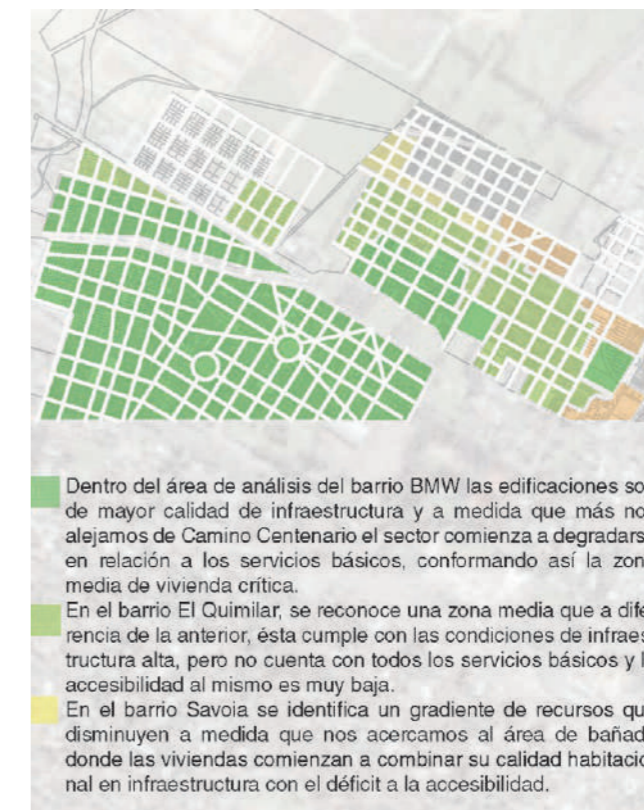 Dentro del área de análisis del barrio BMW las edificaciones so
de mayor calidad de infraestructura y a medida que más no
alejamos de Camino Centenario el sector comienza a degradars
en relación a los servicios básicos, conformando así la zon
media de vivienda crítica.
En el barrio El Quimilar, se reconoce una zona media que a dife
rencia de la anterior, ésta cumple con las condiciones de infraes
tructura alta, pero no cuenta con todos los servicios básicos y l
accesibilidad al mismo es muy baja.
En el barrio Savoia se identifica un gradiente de recursos qu
disminuyen a medida que nos acercamos al área de bañad
donde las viviendas comienzan a combinar su calidad habitacio
nal en infraestructura con el déficit a la accesibilidad.